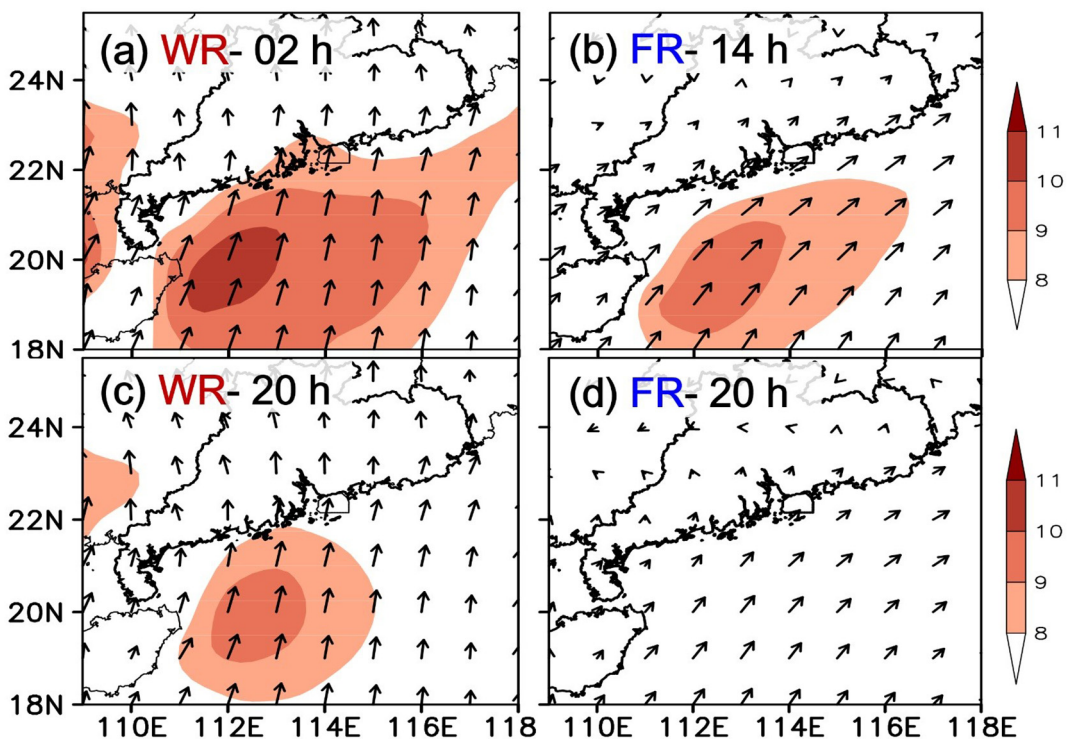 (a) WR- 02 h
(b) FR- 14 h
24N
22N
20N
18N
11
10
9
8
(c) WR- 20 h
(d) FR- 20 h
24N
22N
20N
18N
11
10
9
8
110E 112E 114E 116E
110E 112E 114E 116E 118E